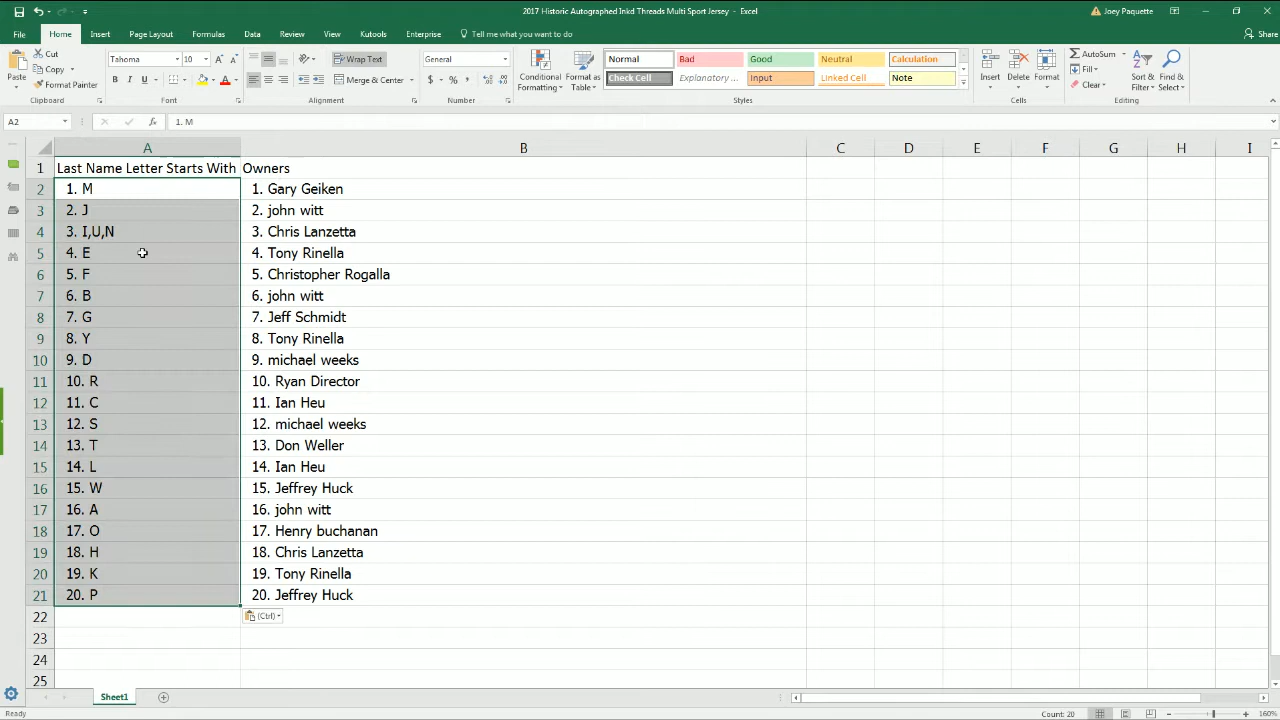 2017 Historic Autographed Inkd Threads Multi Sport Jersey - Excel
Joey Paquette
File Home Insert Page Layout Formulas Data Review View Kutools Enterprise Tell me what you want to do
Share
Cut
Copy
Format Painter
Paste
Clipboard
Tahoma 10
B I U
Font
Wrap Text
Merge & Center
Alignment
General
$ % ,
Number
Conditional Formatting
Format as Table
Normal Bad Good Neutral Calculation
Check Cell Explanatory ... Input Linked Cell Note
Styles
Insert Delete Format
Cells
AutoSum
Fill
Clear
Sort & Filter
Find & Select
Editing
A2 fx 1. M
A B C D E F G H I
1 Last Name Letter Starts With Owners
2 1. M 1. Gary Geiken
3 2. J 2. john witt
4 3. I,U,N 3. Chris Lanzetta
5 4. E 4. Tony Rinella
6 5. F 5. Christopher Rogalla
7 6. B 6. john witt
8 7. G 7. Jeff Schmidt
9 8. Y 8. Tony Rinella
10 9. D 9. michael weeks
11 10. R 10. Ryan Director
12 11. C 11. Ian Heu
13 12. S 12. michael weeks
14 13. T 13. Don Weller
15 14. L 14. Ian Heu
16 15. W 15. Jeffrey Huck
17 16. A 16. john witt
18 17. O 17. Henry buchanan
19 18. H 18. Chris Lanzetta
20 19. K 19. Tony Rinella
21 20. P 20. Jeffrey Huck
22 (Ctrl)
23
24
25
Sheet1
Ready Count: 20 160%